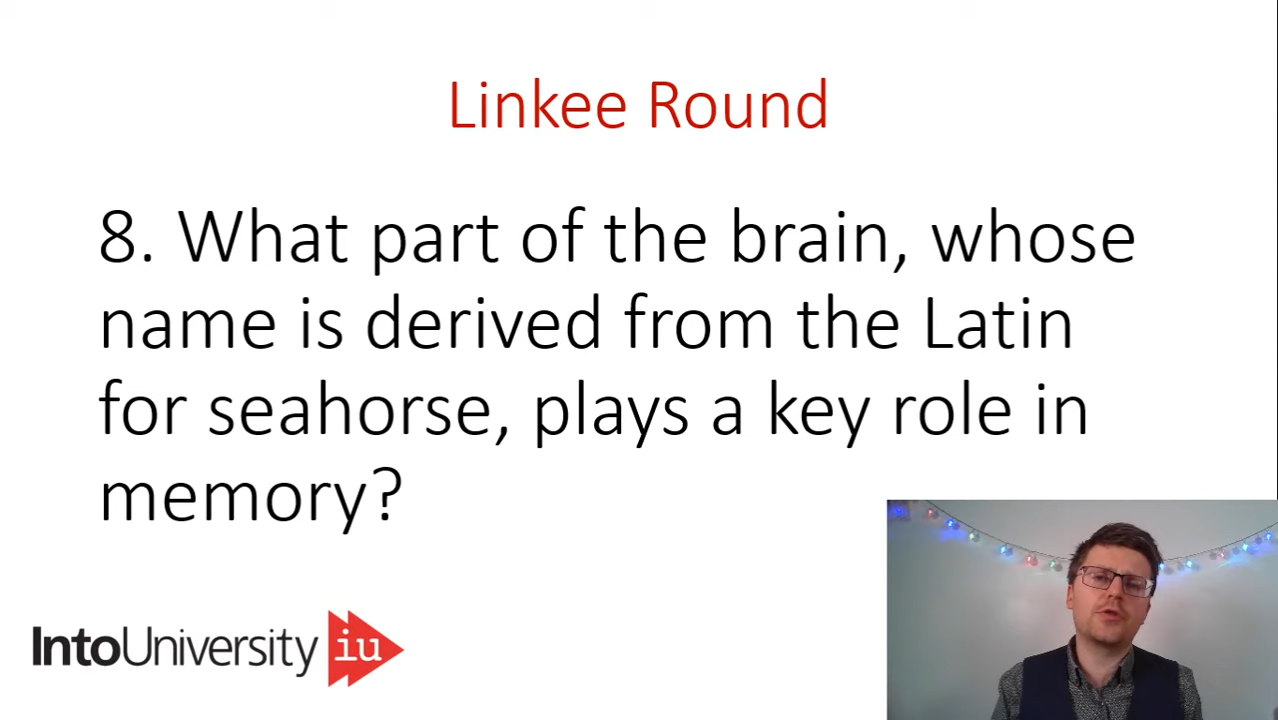 Linkee Round
8. What part of the brain, whose
name is derived from the Latin
for seahorse, plays a key role in
memory?
IntoUniversity iu